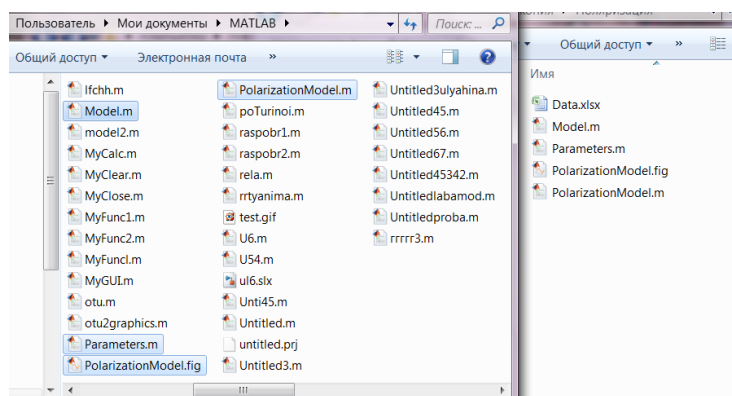 Пользователь ▸ Мои документы ▸ MATLAB ▸
Поиск: ...
Общий доступ ▾ Электронная почта »
lfchh.m
Model.m
model2.m
MyCalc.m
MyClear.m
MyClose.m
MyFunc1.m
MyFunc2.m
MyFuncI.m
MyGUI.m
otu.m
otu2graphics.m
Parameters.m
PolarizationModel.fig
PolarizationModel.m
poTurinoi.m
raspobr1.m
raspobr2.m
rela.m
rrtyanima.m
test.gif
U6.m
U54.m
ul6.slx
Unti45.m
Untitled.m
untitled.prj
Untitled3.m
Untitled3ulyahina.m
Untitled45.m
Untitled56.m
Untitled67.m
Untitled45342.m
Untitledlabamod.m
Untitledproba.m
rrrrr3.m
Поляризация
Общий доступ ▾ »
Имя
Data.xlsx
Model.m
Parameters.m
PolarizationModel.fig
PolarizationModel.m